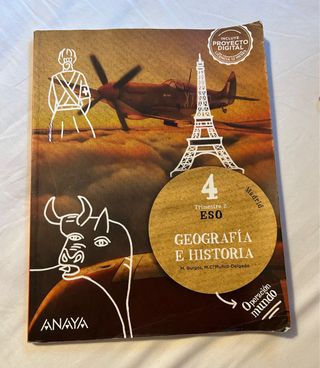 INCLUYE
PROYECTO
DIGITAL
4
Trimestre 2
ESO
Madrid
GEOGRAFÍA
E HISTORIA
M. Burgos, M.C. Muñoz-Delgado
Operación
mundo
ANAYA